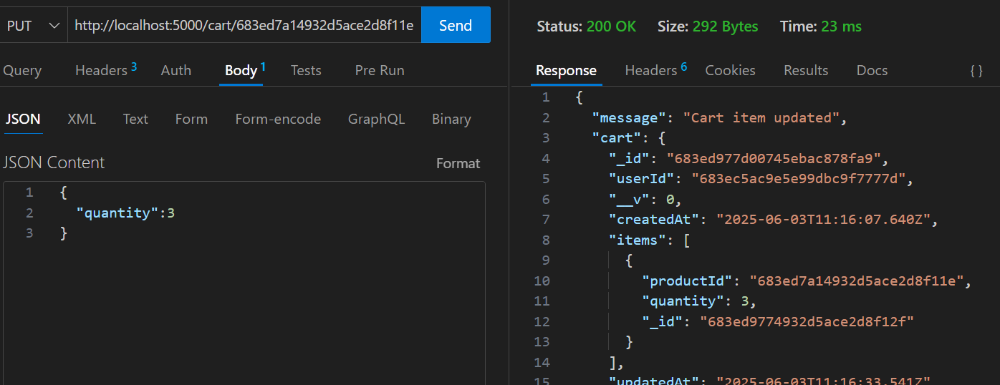 PUT http://localhost:5000/cart/683ed7a14932d5ace2d8f11e Send
Query Headers 3 Auth Body 1 Tests Pre Run
JSON XML Text Form Form-encode GraphQL Binary
JSON Content Format
1 {
2 "quantity":3
3 }
Status: 200 OK Size: 292 Bytes Time: 23 ms
Response Headers 6 Cookies Results Docs { }
1 {
2 "message": "Cart item updated",
3 "cart": {
4 "_id": "683ed977d00745ebac878fa9",
5 "userId": "683ec5ac9e5e99dbc9f7777d",
6 "__v": 0,
7 "createdAt": "2025-06-03T11:16:07.640Z",
8 "items": [
9 {
10 "productId": "683ed7a14932d5ace2d8f11e",
11 "quantity": 3,
12 "_id": "683ed9774932d5ace2d8f12f"
13 }
14 ],
15 "updatedAt": "2025-06-03T11:16:33.541Z"